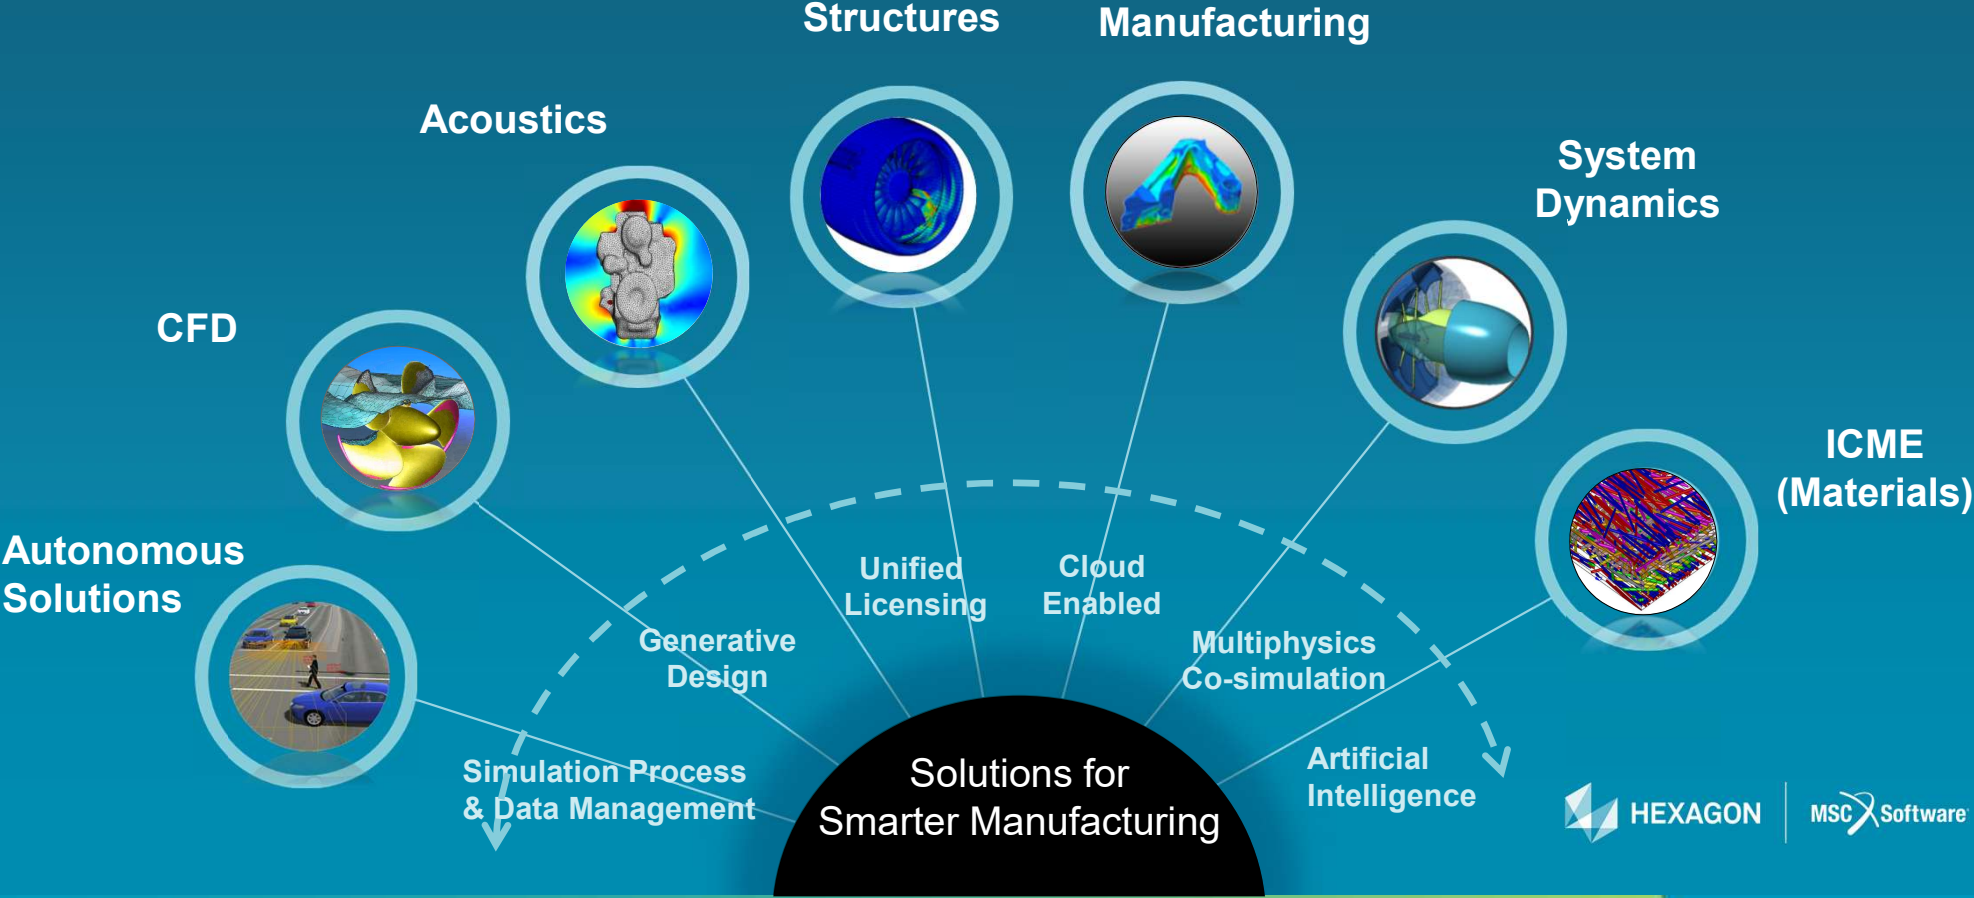 Structures
Manufacturing
Acoustics
System
Dynamics
CFD
ICME
(Materials)
Autonomous
Solutions
Unified
Licensing
Cloud
Enabled
Generative
Design
Multiphysics
Co-simulation
Simulation Process
& Data Management
Artificial
Intelligence
Solutions for
Smarter Manufacturing
HEXAGON
MSC Software